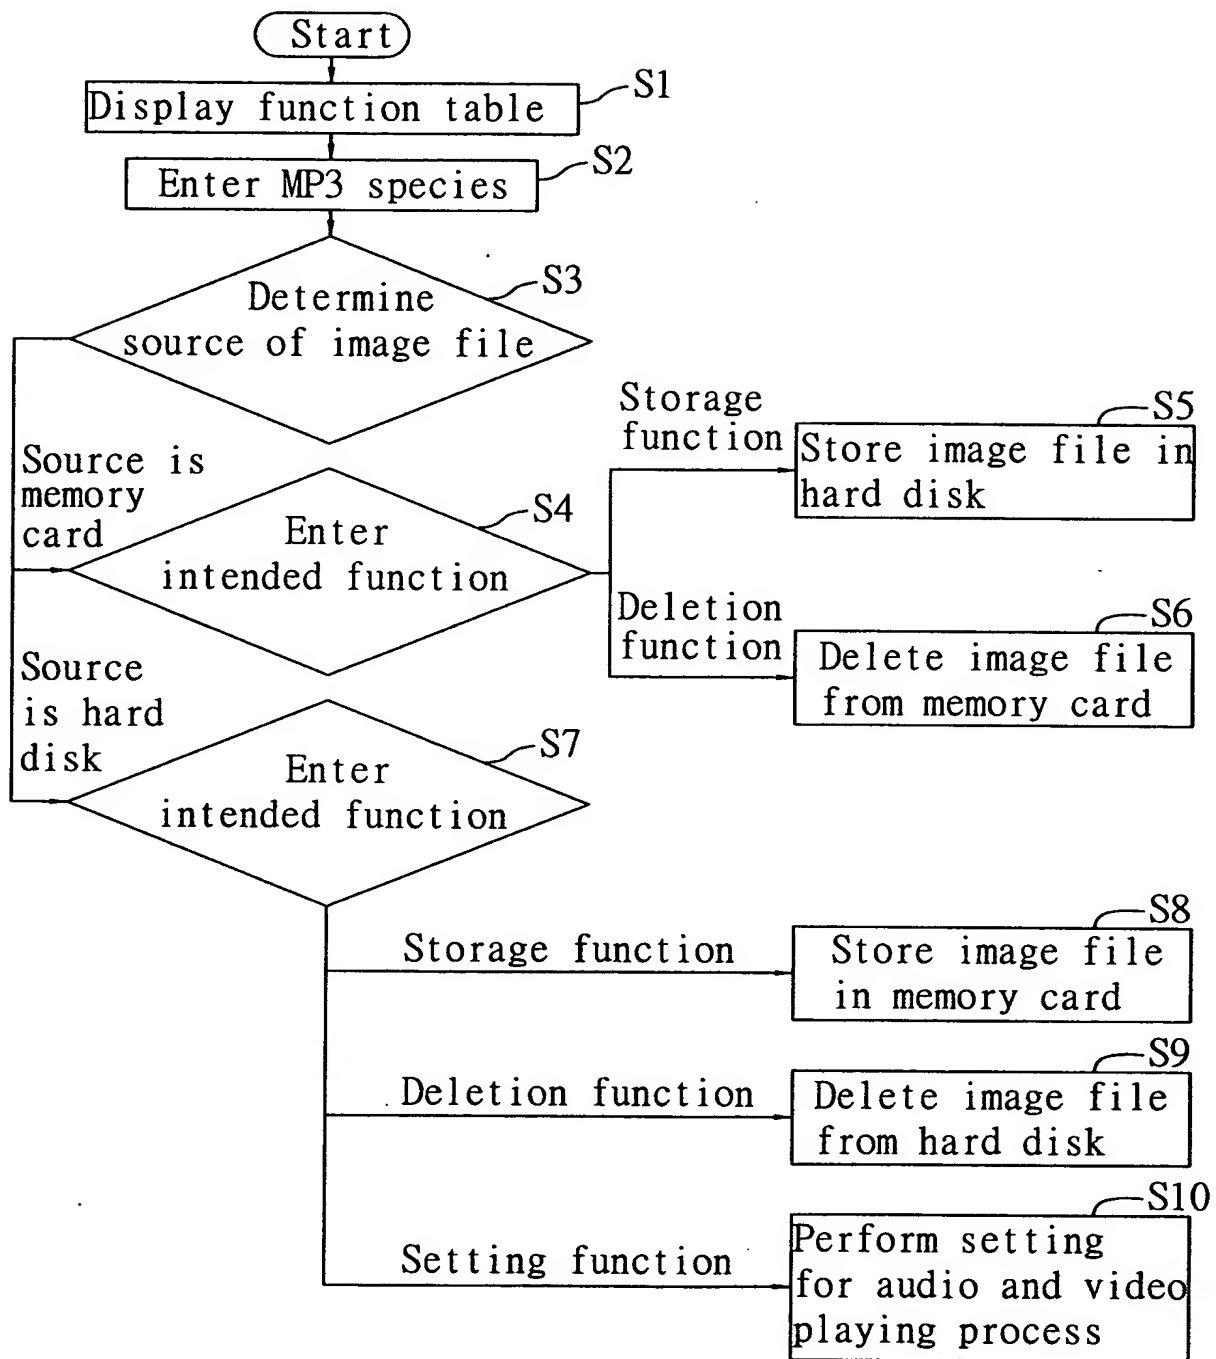 Start
S1
Display function table
S2
Enter MP3 species
S3
Determine
source of image file
Source is
memory
card
S4
Enter
intended function
Storage
function
S5
Store image file in
hard disk
Deletion
function
S6
Delete image file
from memory card
Source
is hard
disk
S7
Enter
intended function
Storage function
S8
Store image file
in memory card
Deletion function
S9
Delete image file
from hard disk
Setting function
S10
Perform setting
for audio and video
playing process